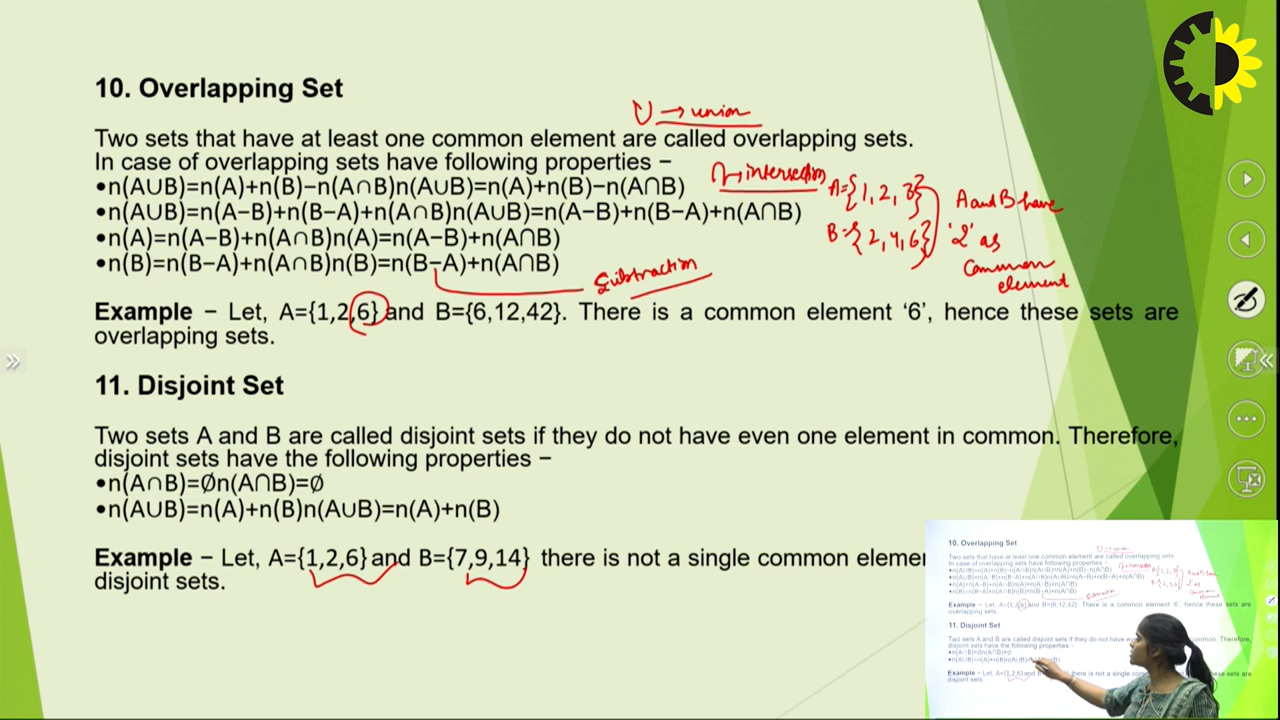 10. Overlapping Set
U → union
Two sets that have at least one common element are called overlapping sets.
In case of overlapping sets have following properties −
•n(A∪B)=n(A)+n(B)−n(A∩B)n(A∪B)=n(A)+n(B)−n(A∩B)
∩→ intersection
A={1, 2, 3}
A and B have
•n(A∪B)=n(A−B)+n(B−A)+n(A∩B)n(A∪B)=n(A−B)+n(B−A)+n(A∩B)
B={2, 4, 6}
'2' as
•n(A)=n(A−B)+n(A∩B)n(A)=n(A−B)+n(A∩B)
•n(B)=n(B−A)+n(A∩B)n(B)=n(B−A)+n(A∩B)
Subtraction
Common
element
Example − Let, A={1,2,6} and B={6,12,42}. There is a common element ‘6’, hence these sets are
overlapping sets.
11. Disjoint Set
Two sets A and B are called disjoint sets if they do not have even one element in common. Therefore,
disjoint sets have the following properties −
•n(A∩B)=Øn(A∩B)=Ø
•n(A∪B)=n(A)+n(B)n(A∪B)=n(A)+n(B)
Example − Let, A={1,2,6} and B={7,9,14} there is not a single common elemen
disjoint sets.